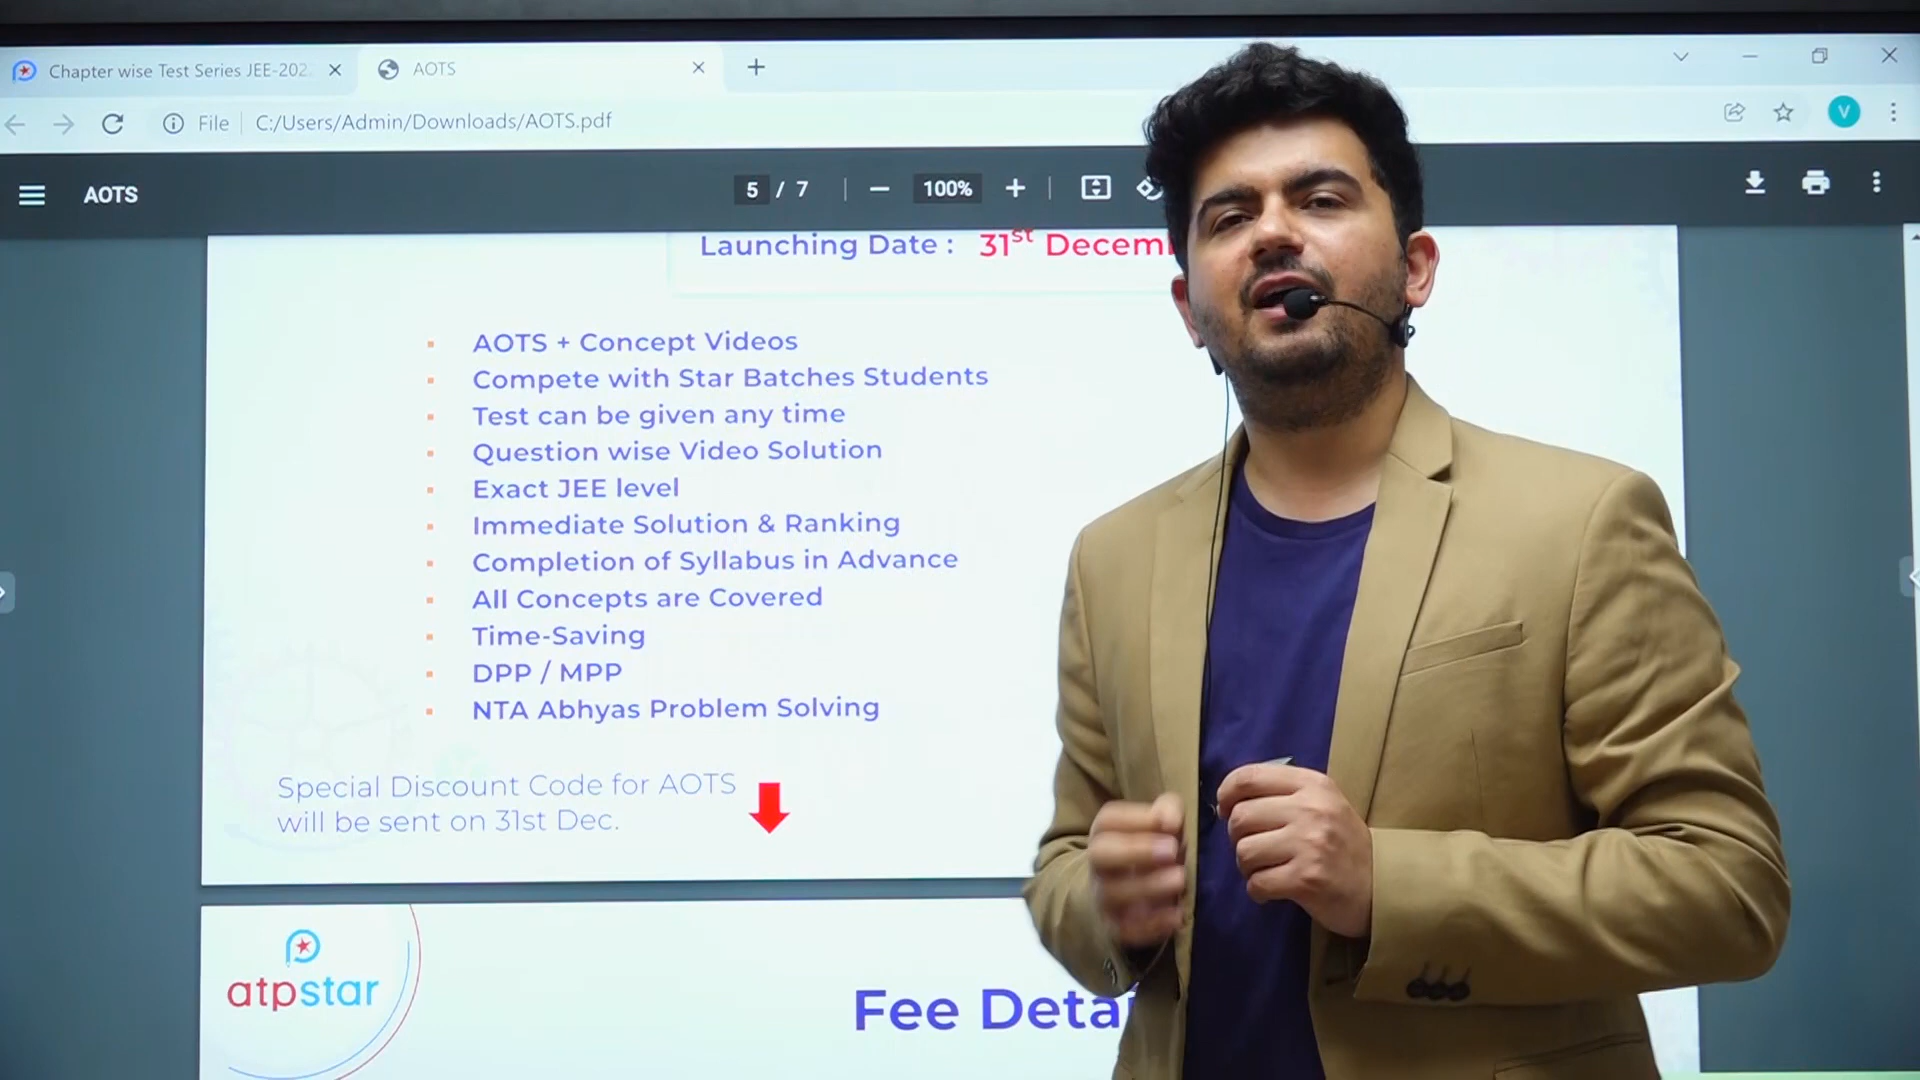 Chapter wise Test Series JEE-202
AOTS
File
C:/Users/Admin/Downloads/AOTS.pdf
V
AOTS
5 / 7
100%
Launching Date : 31st Decem
AOTS + Concept Videos
Compete with Star Batches Students
Test can be given any time
Question wise Video Solution
Exact JEE level
Immediate Solution & Ranking
Completion of Syllabus in Advance
All Concepts are Covered
Time-Saving
DPP / MPP
NTA Abhyas Problem Solving
Special Discount Code for AOTS
will be sent on 31st Dec.
atpstar
Fee Detai